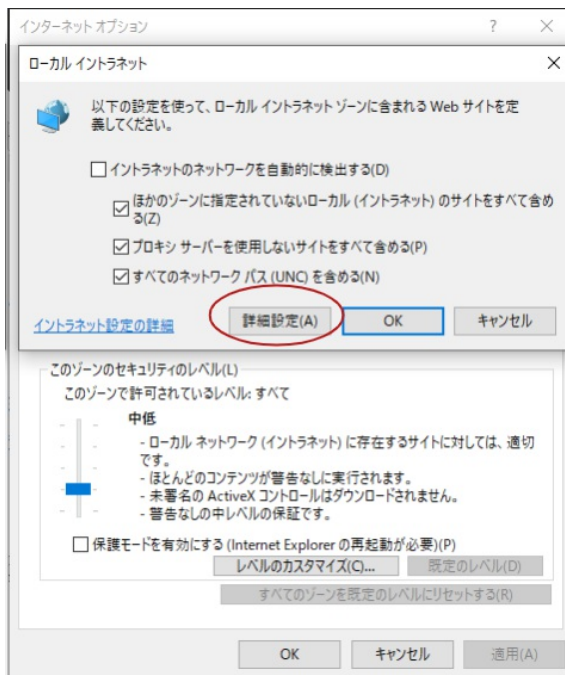 インターネット オプション
ローカル イントラネット
以下の設定を使って、ローカル イントラネット ゾーンに含まれる Web サイトを定
義してください。
イントラネットのネットワークを自動的に検出する(D)
ほかのゾーンに指定されていないローカル (イントラネット) のサイトをすべて含め
る(Z)
プロキシ サーバーを使用しないサイトをすべて含める(P)
すべてのネットワーク パス (UNC) を含める(N)
イントラネット設定の詳細 詳細設定(A) OK キャンセル
このゾーンのセキュリティのレベル(L)
このゾーンで許可されているレベル: すべて
中低
- ローカル ネットワーク (イントラネット) に存在するサイトに対しては、適切
です。
- ほとんどのコンテンツが警告なしに実行されます。
- 未署名の ActiveX コントロールはダウンロードされません。
- 警告なしの中レベルの保証です。
保護モードを有効にする (Internet Explorer の再起動が必要)(P)
レベルのカスタマイズ(C)... 既定のレベル(D)
すべてのゾーンを既定のレベルにリセットする(R)
OK キャンセル 適用(A)